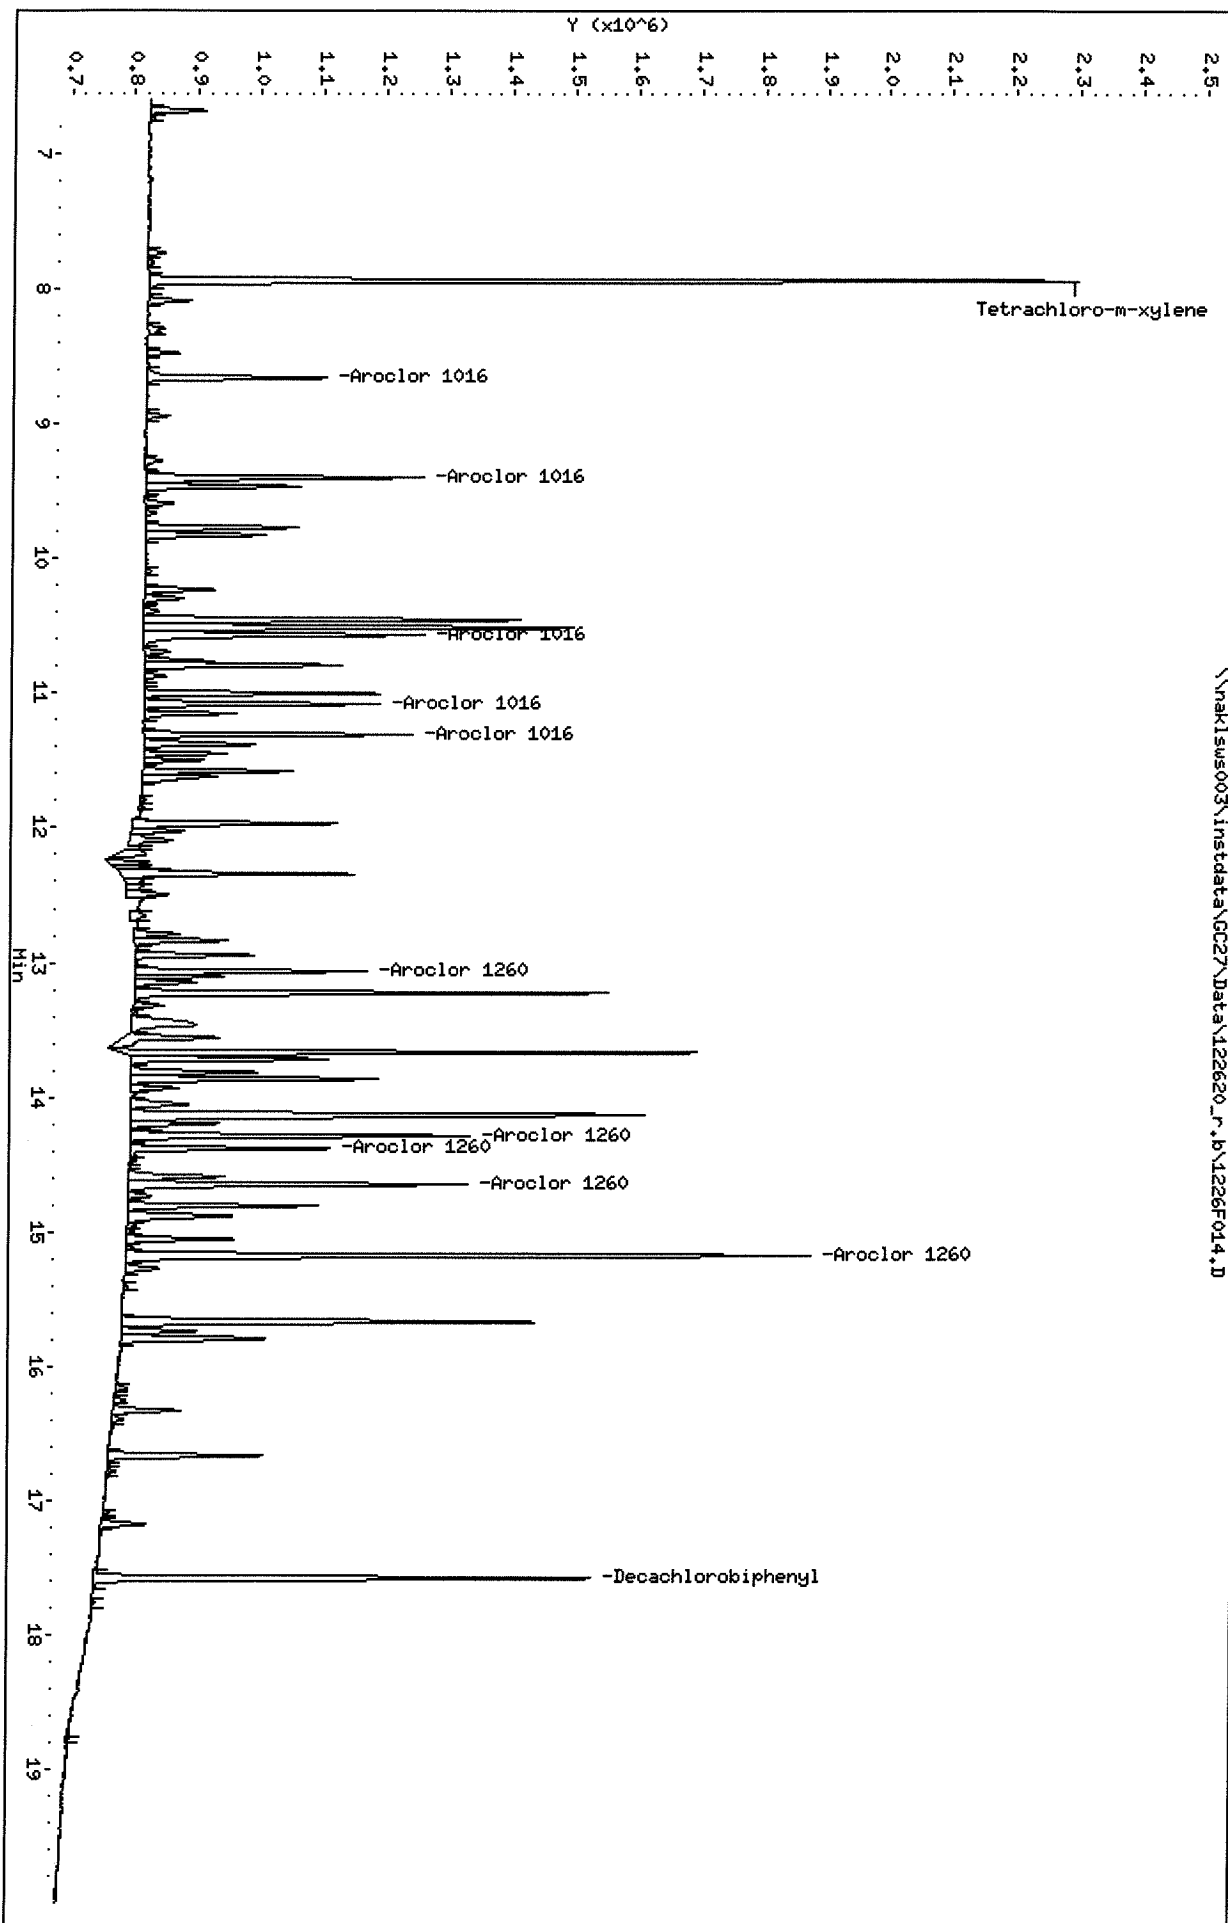 \\naklsws003\instdata\GC27\Data\122620_r.b\1226F014.D
Y (x10^6)
2.5
2.4
2.3
2.2
2.1
2.0
1.9
1.8
1.7
1.6
1.5
1.4
1.3
1.2
1.1
1.0
0.9
0.8
0.7
Tetrachloro-m-xylene
-Aroclor 1016
-Aroclor 1016
-Aroclor 1016
-Aroclor 1016
-Aroclor 1016
-Aroclor 1260
-Aroclor 1260
-Aroclor 1260
-Aroclor 1260
-Aroclor 1260
-Decachlorobiphenyl
7
8
9
10
11
12
13
14
15
16
17
18
19
Min